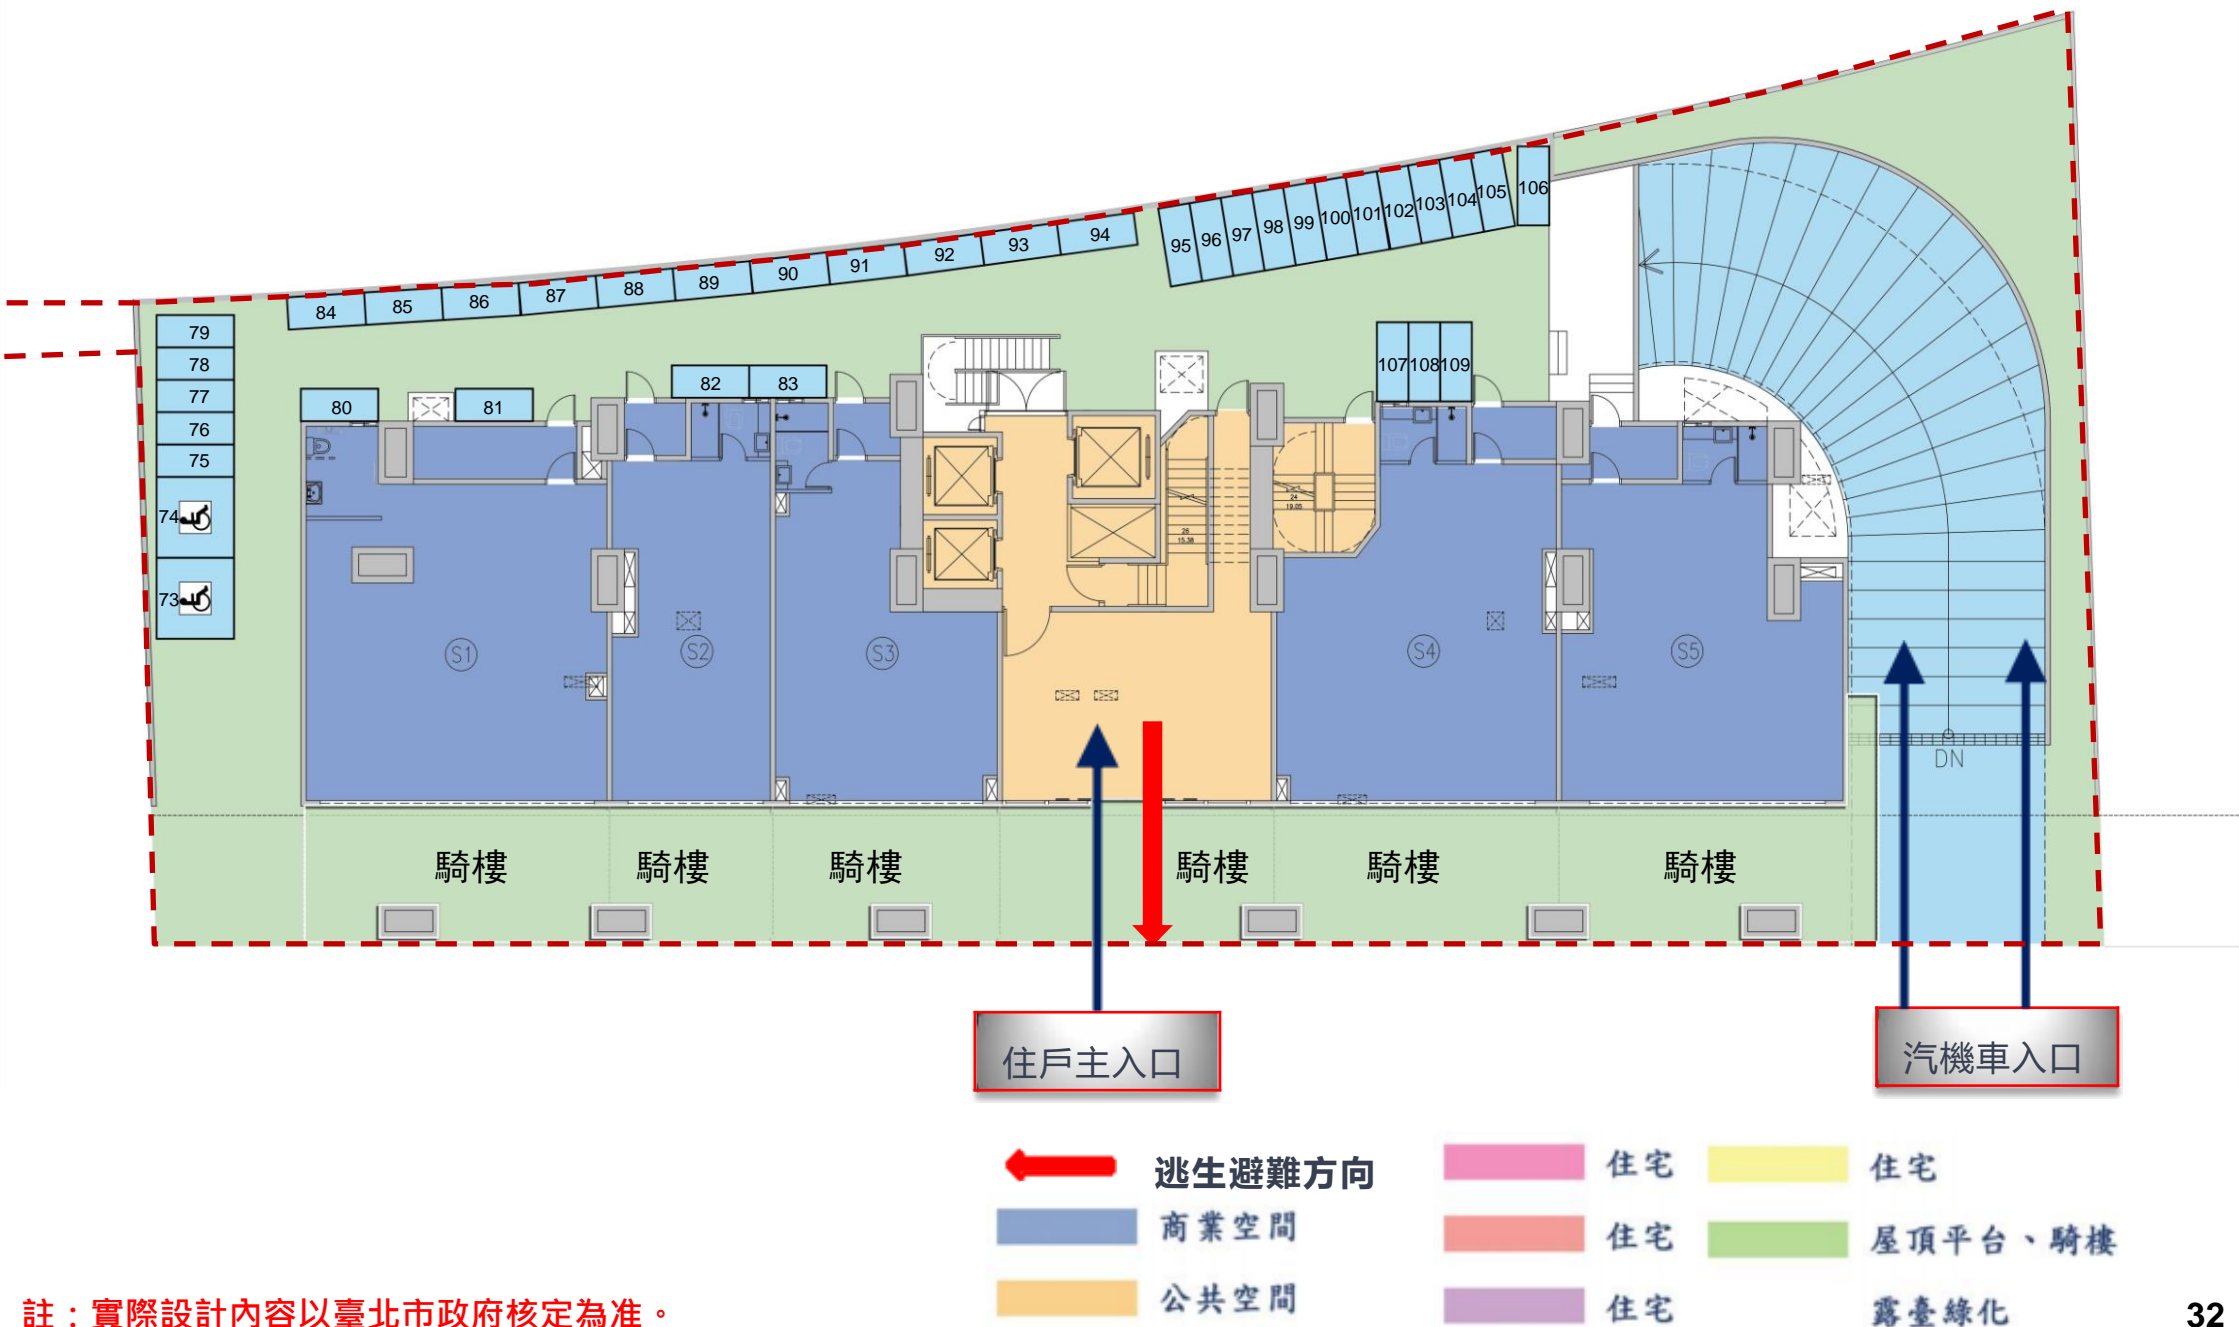 106
105
104
103
102
101
100
99
98
97
96
95
94
93
92
91
90
89
88
87
86
85
84
79
78
77
76
75
74
73
80
81
82
83
107
108
109
24
19.05
26
15.38
S1
S2
S3
S4
S5
DN
騎樓
騎樓
騎樓
騎樓
騎樓
騎樓
住戶主入口
汽機車入口
逃生避難方向
住宅
住宅
商業空間
住宅
屋頂平台、騎樓
公共空間
住宅
露臺綠化
註：實際設計內容以臺北市政府核定為准。
32